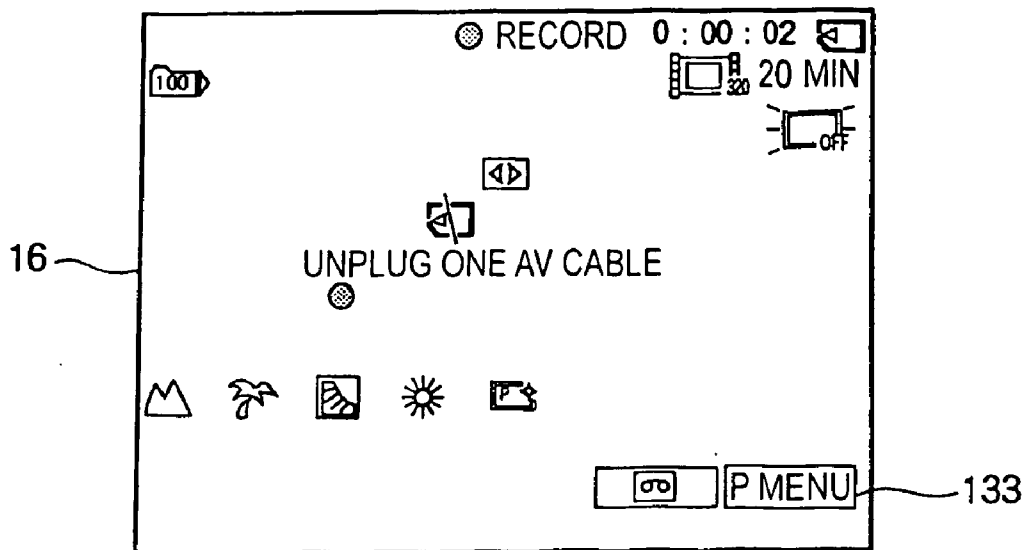 RECORD 0:00:02
100
320 20 MIN
OFF
16
UNPLUG ONE AV CABLE
P
P MENU
133